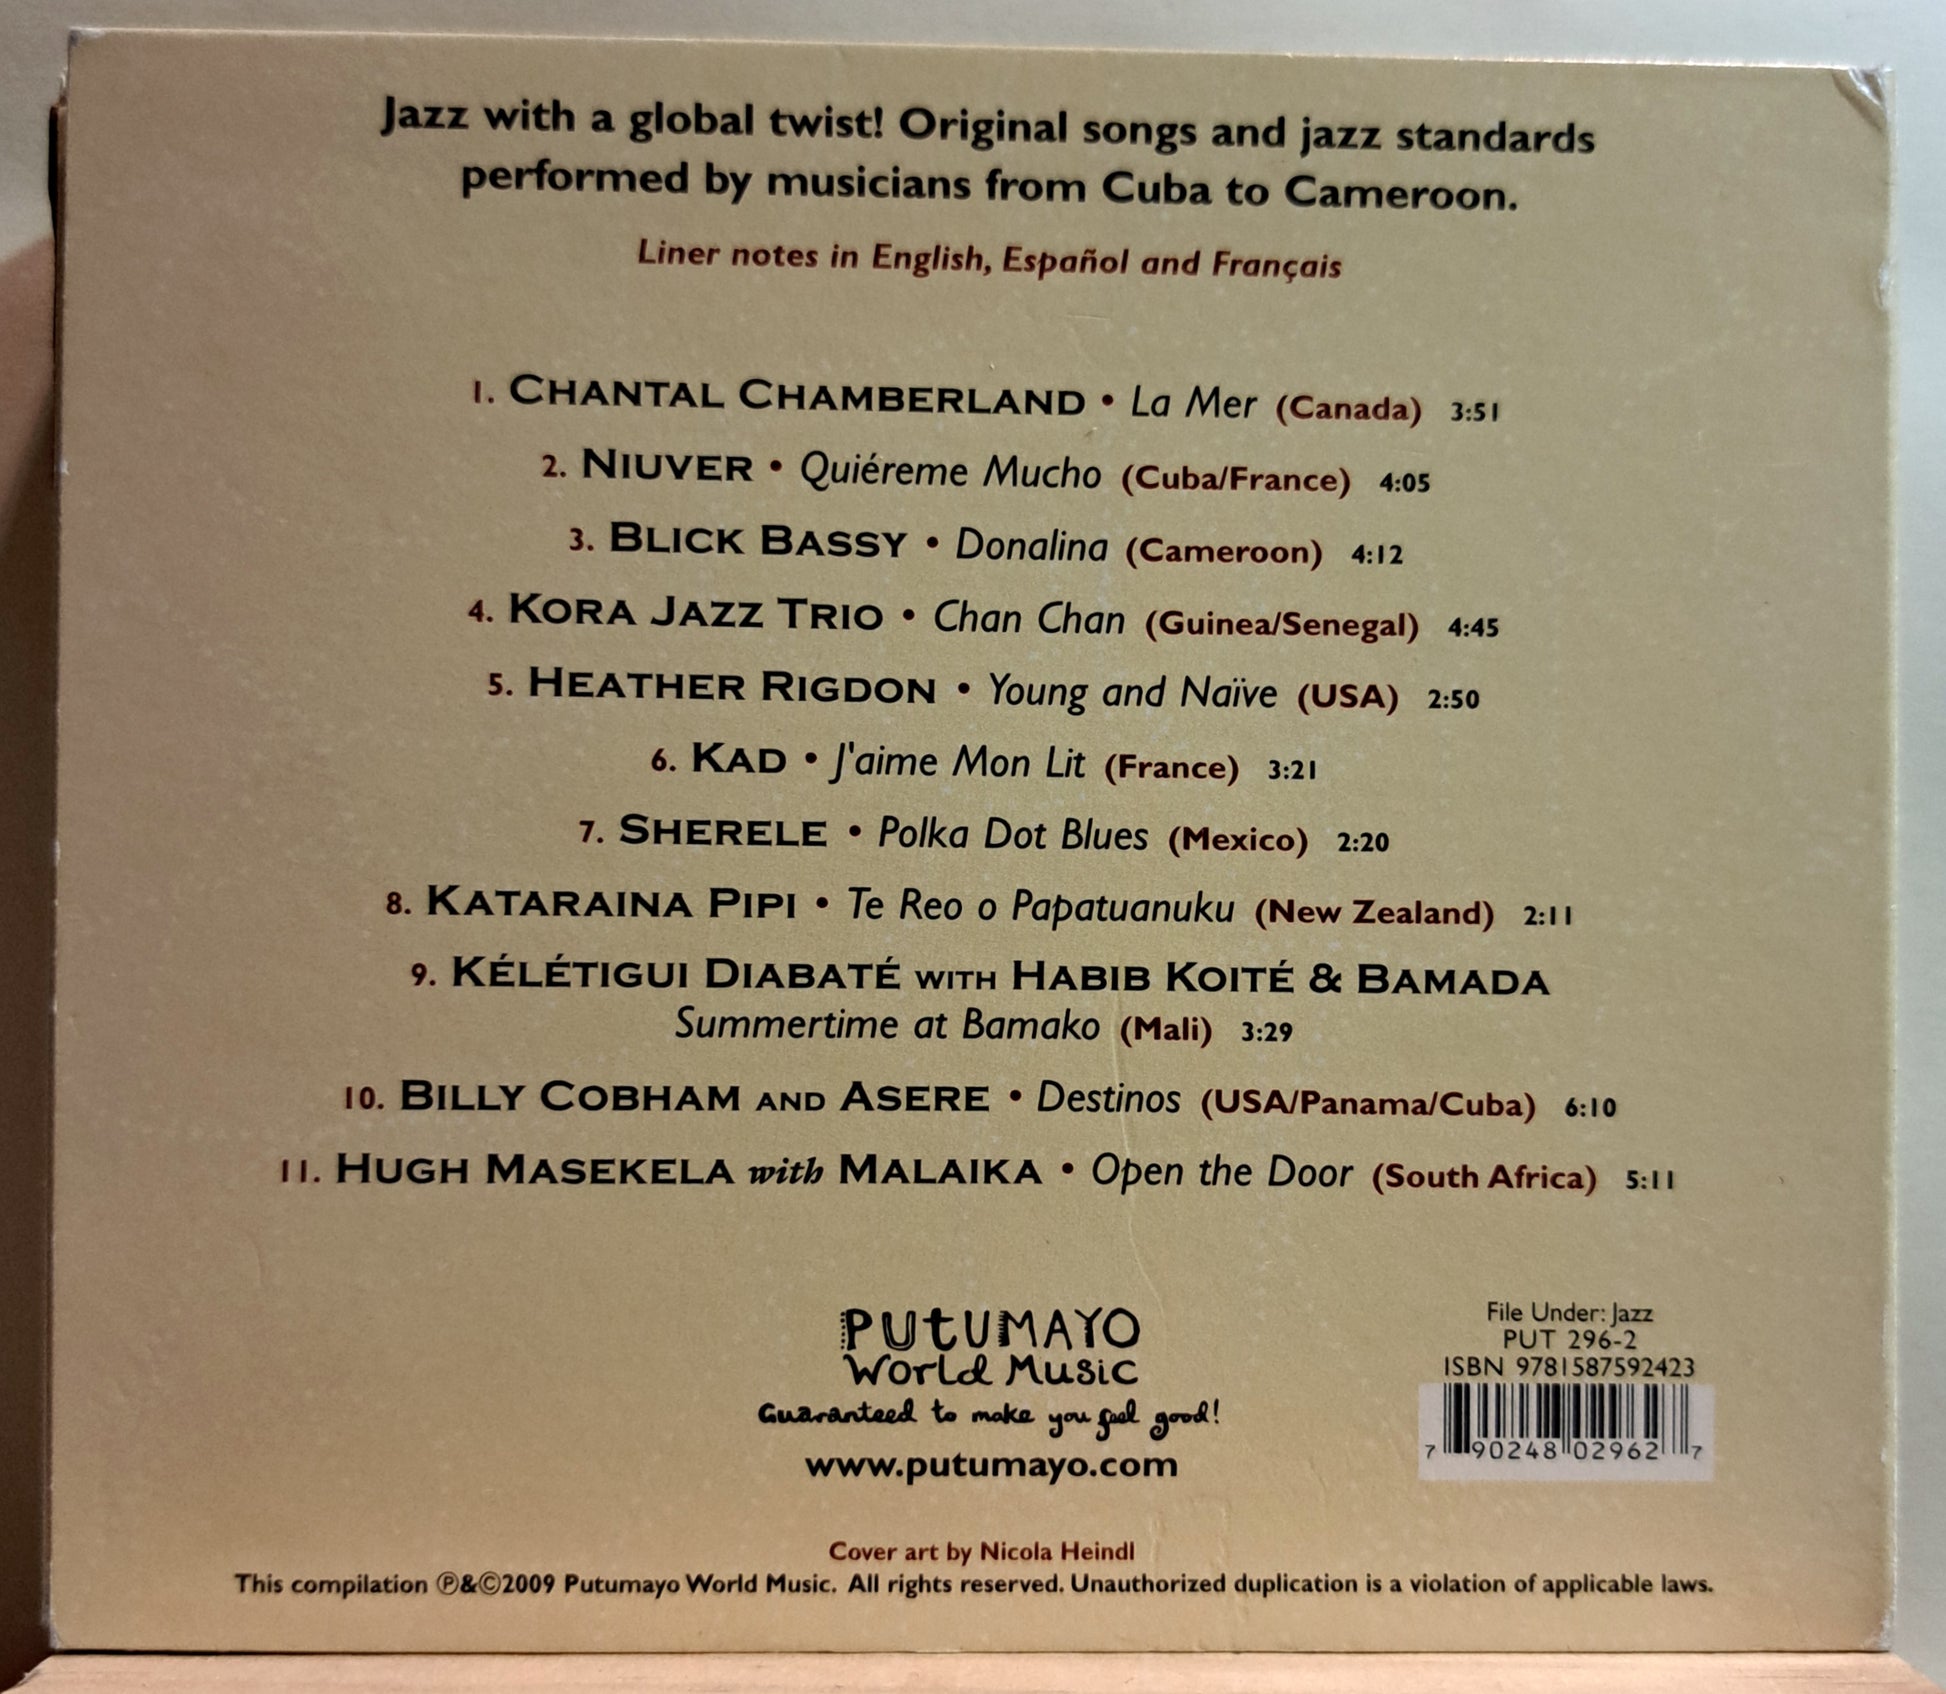 Jazz with a global twist! Original songs and jazz standards
performed by musicians from Cuba to Cameroon.
Liner notes in English, Español and Français
1. CHANTAL CHAMBERLAND • La Mer (Canada) 3:51
2. NIUVER • Quiéreme Mucho (Cuba/France) 4:05
3. BLICK BASSY • Donalina (Cameroon) 4:12
4. KORA JAZZ TRIO • Chan Chan (Guinea/Senegal) 4:45
5. HEATHER RIGDON • Young and Naïve (USA) 2:50
6. KAD • J'aime Mon Lit (France) 3:21
7. SHERELE • Polka Dot Blues (Mexico) 2:20
8. KATARAINA PIPI • Te Reo o Papatuanuku (New Zealand) 2:11
9. KÉLÉTIGUI DIABATÉ WITH HABIB KOITÉ & BAMADA
Summertime at Bamako (Mali) 3:29
10. BILLY COBHAM AND ASERE • Destinos (USA/Panama/Cuba) 6:10
11. HUGH MASEKELA with MALAIKA • Open the Door (South Africa) 5:11
PUTUMAYO
World Music
Guaranteed to make you feel good!
www.putumayo.com
File Under: Jazz
PUT 296-2
ISBN 9781587592423
7 90248 02962 7
Cover art by Nicola Heindl
This compilation ℗&©2009 Putumayo World Music. All rights reserved. Unauthorized duplication is a violation of applicable laws.